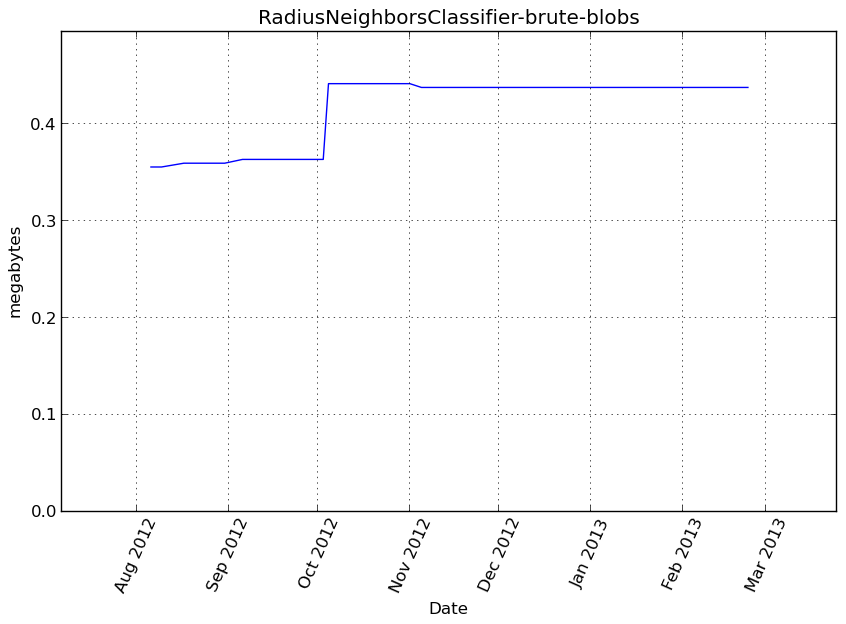 RadiusNeighborsClassifier-brute-blobs
0.4
0.3
0.2
0.1
0.0
megabytes
Aug 2012
Sep 2012
Oct 2012
Nov 2012
Dec 2012
Jan 2013
Feb 2013
Mar 2013
Date